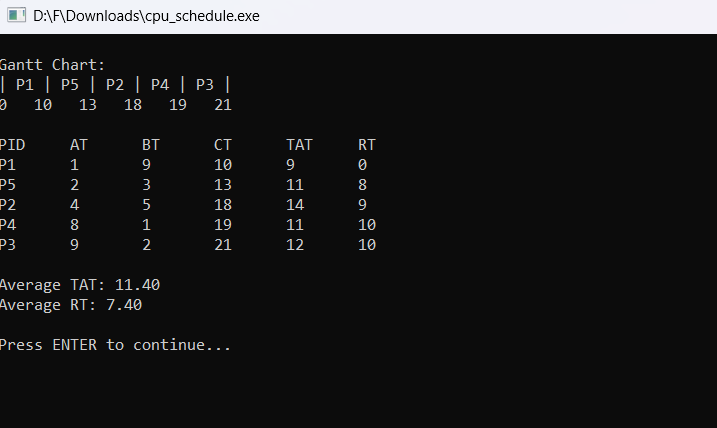 D:\F\Downloads\cpu_schedule.exe
Gantt Chart:
| P1 | P5 | P2 | P4 | P3 |
0   10   13   18   19   21
PID     AT      BT      CT      TAT     RT
P1      1       9       10      9       0
P5      2       3       13      11      8
P2      4       5       18      14      9
P4      8       1       19      11      10
P3      9       2       21      12      10
Average TAT: 11.40
Average RT: 7.40
Press ENTER to continue...